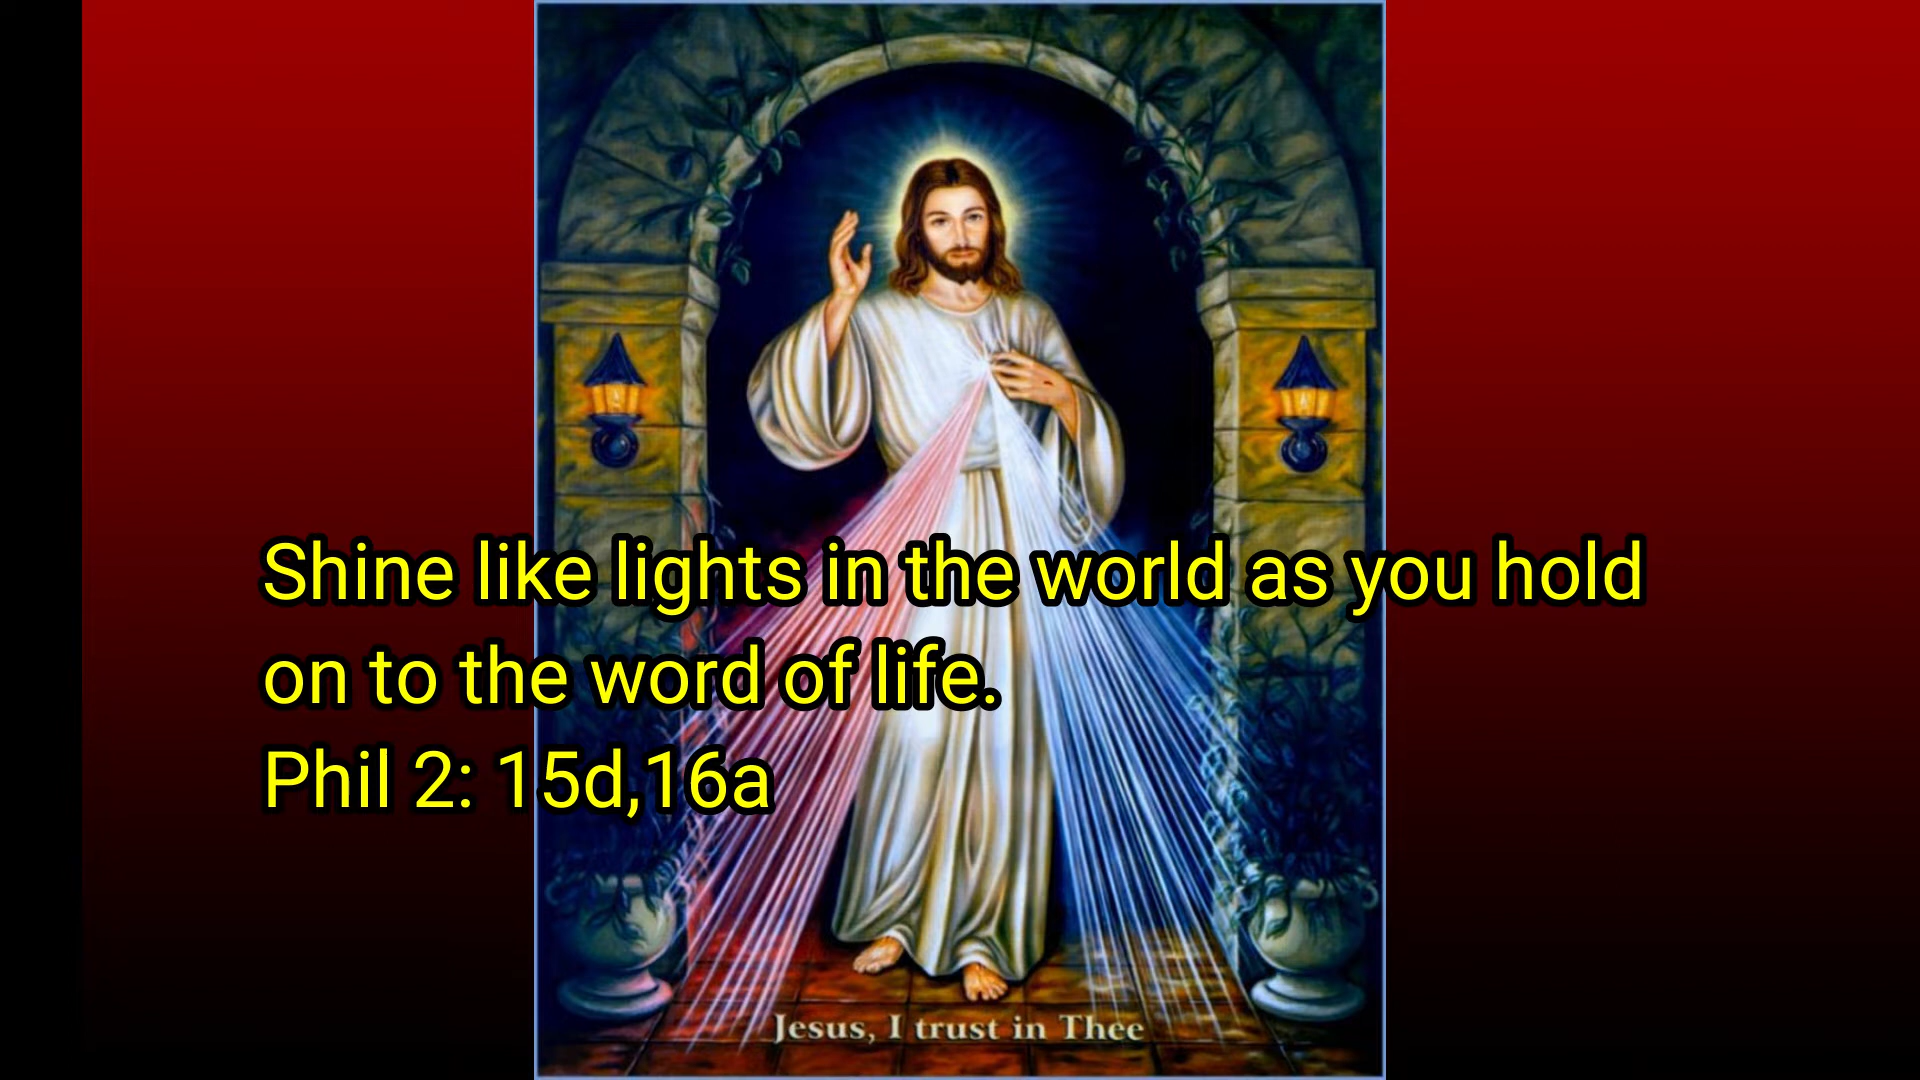 Shine like lights in the world as you hold
on to the word of life.
Phil 2: 15d,16a
Jesus, I trust in Thee